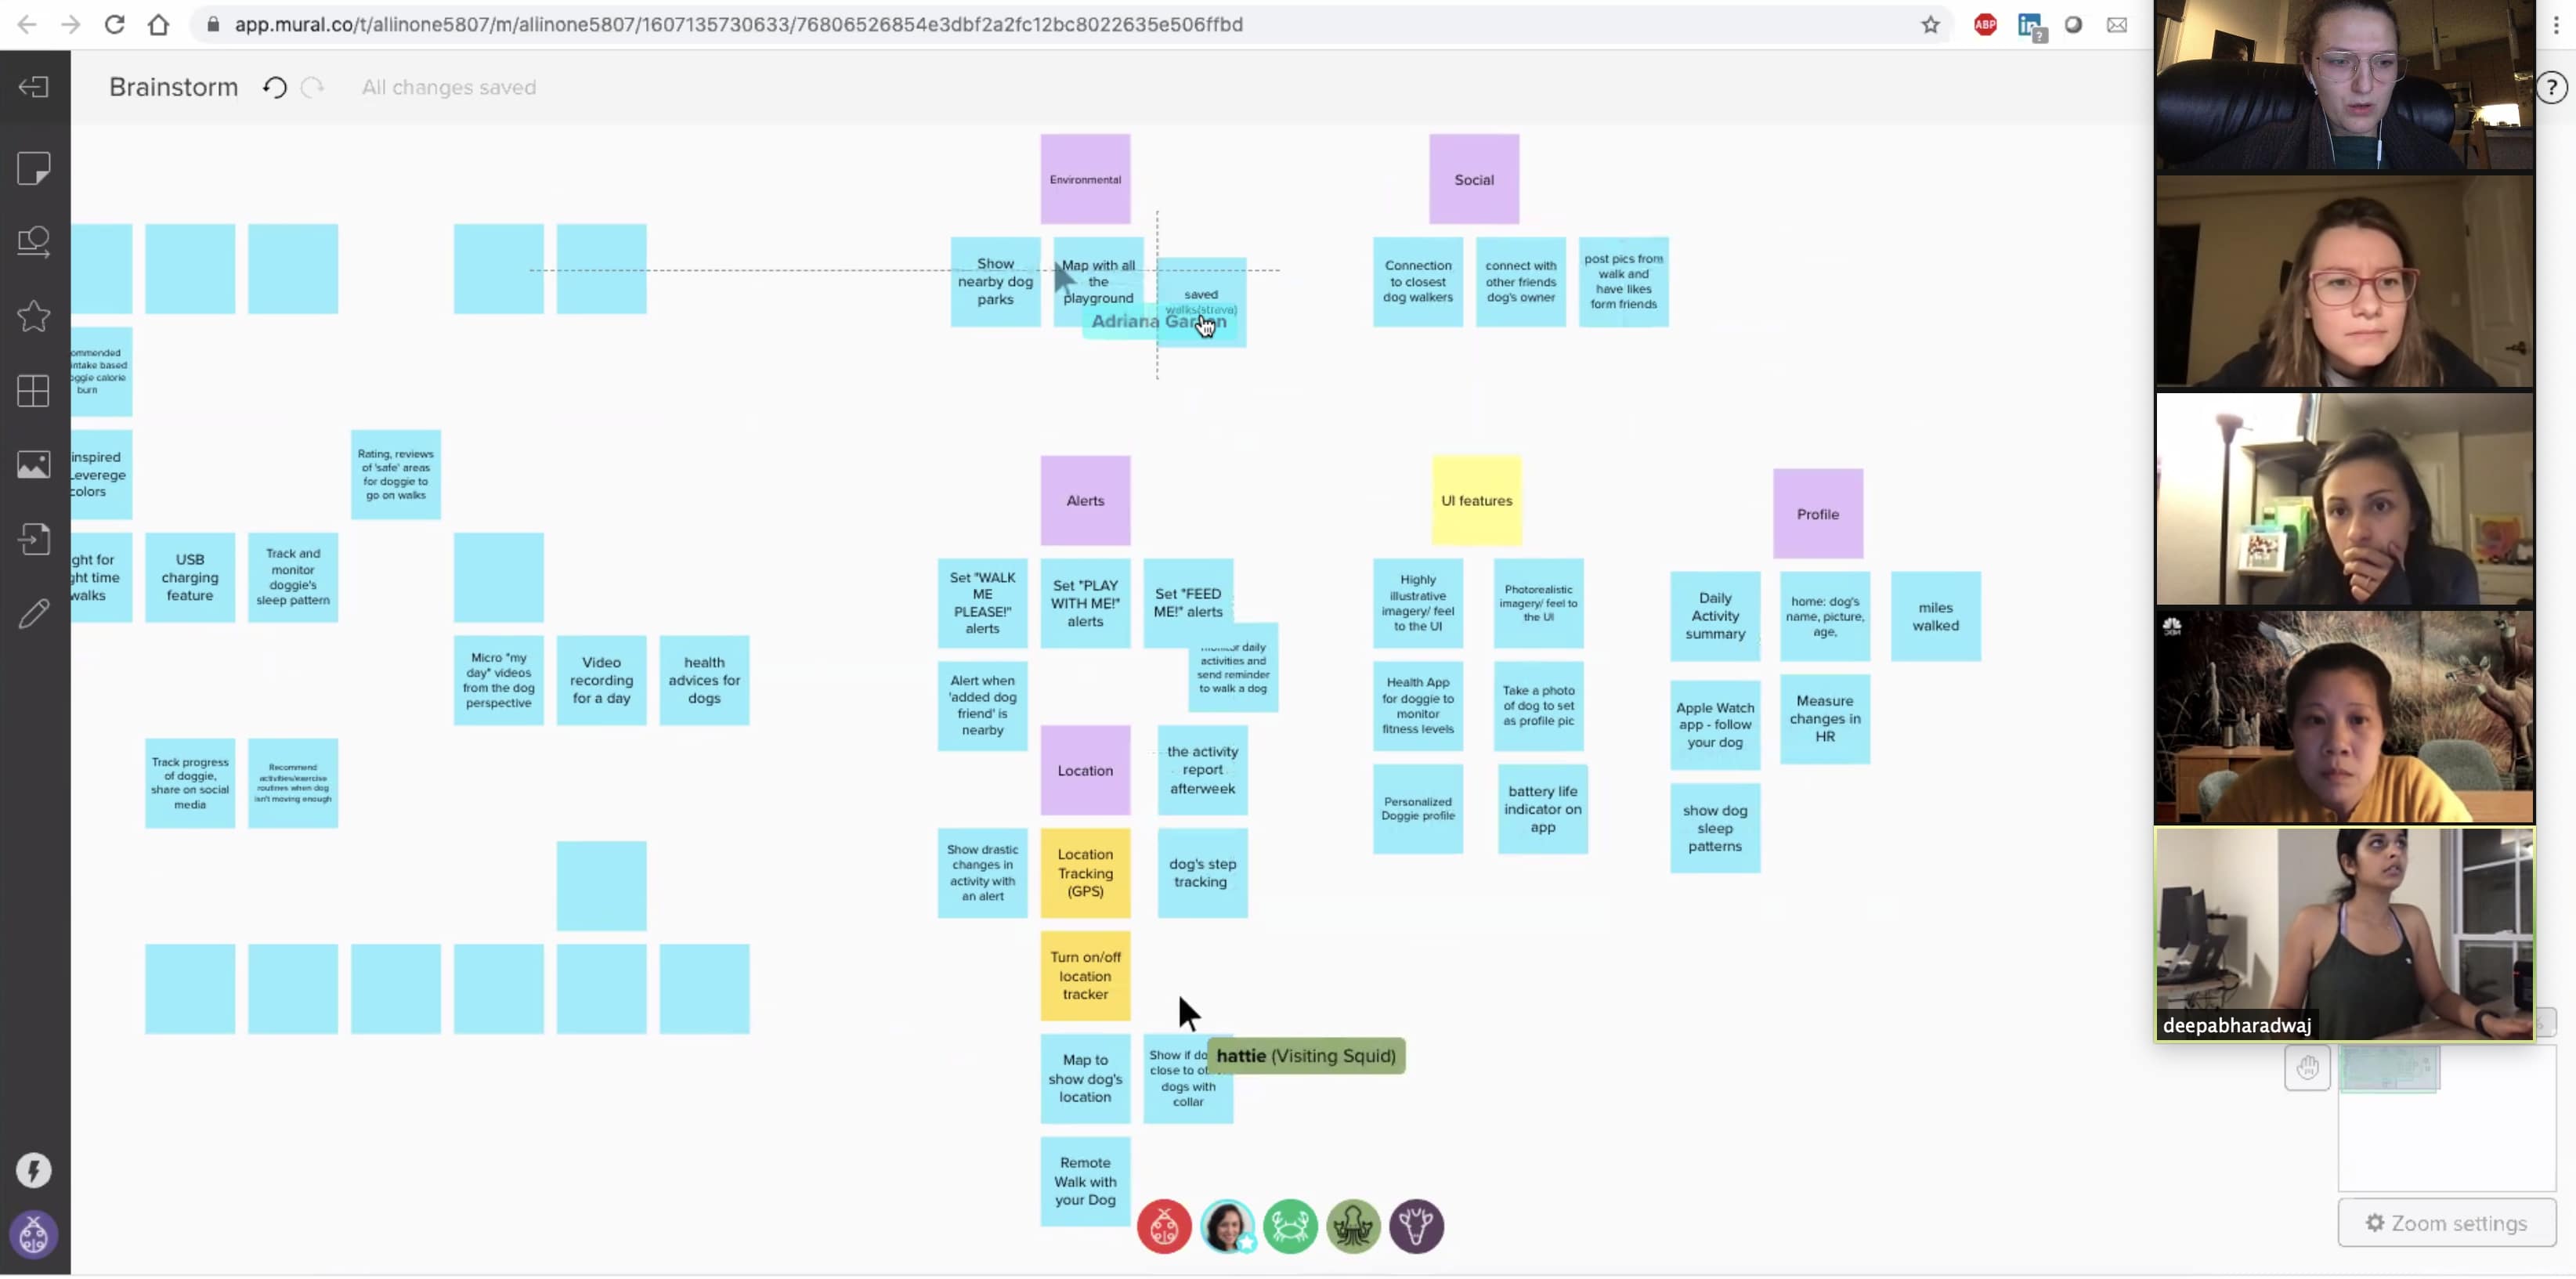 app.mural.co/t/allinone5807/m/allinone5807/1607135730633/76806526854e3dbf2a2fc12bc8022635e506ffbd
ABP
in
?
Brainstorm
All changes saved
?
Environmental
Social
Show
nearby dog
parks
Map with all
the
playground
saved
walks(strava)
Adriana
Connection
to closest
dog walkers
connect with
other friends
dog's owner
post pics from
walk and
have likes
form friends
ommended
ntake based
oggie calorie
burn
inspired
Leverege
colors
Rating, reviews
of 'safe' areas
for doggie to
go on walks
Alerts
UI features
Profile
ght for
ght time
walks
USB
charging
feature
Track and
monitor
doggie's
sleep pattern
Set "WALK
ME
PLEASE!"
alerts
Set "PLAY
WITH ME!"
alerts
Set "FEED
ME!" alerts
Highly
illustrative
imagery/ feel
to the UI
Photorealistic
imagery/ feel to
the UI
Daily
Activity
summary
home: dog's
name, picture,
age,
miles
walked
Micro "my
day" videos
from the dog
perspective
Video
recording
for a day
health
advices for
dogs
Alert when
'added dog
friend' is
nearby
monitor daily
activities and
send reminder
to walk a dog
Health App
for doggie to
monitor
fitness levels
Take a photo
of dog to set
as profile pic
Apple Watch
app - follow
your dog
Measure
changes in
HR
Track progress
of doggie,
share on social
media
Recommend
activities/exercise
routines when dog
isn't moving enough
Location
the activity
report
afterweek
Personalized
Doggie profile
battery life
indicator on
app
show dog
sleep
patterns
Show drastic
changes in
activity with
an alert
Location
Tracking
(GPS)
dog's step
tracking
Turn on/off
location
tracker
Map to
show dog's
location
Show if do
close to ot
dogs with
collar
hattie (Visiting Squid)
Remote
Walk with
your Dog
NBC
deepabharadwaj
Zoom settings